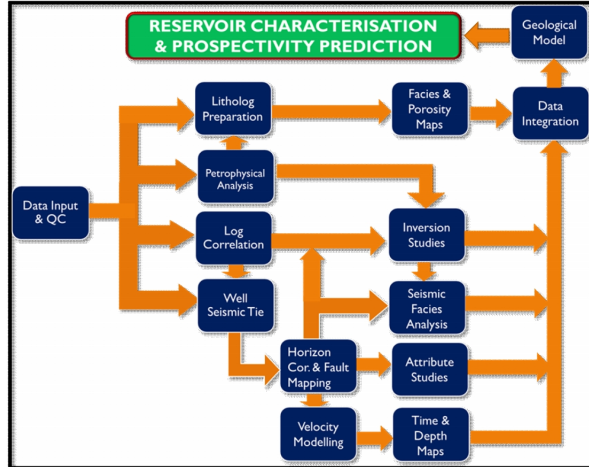 RESERVOIR CHARACTERISATION
& PROSPECTIVITY PREDICTION
Geological
Model
Litholog
Preparation
Facies &
Porosity
Maps
Data
Integration
Petrophysical
Analysis
Data Input
& QC
Log
Correlation
Inversion
Studies
Well
Seismic Tie
Seismic
Facies
Analysis
Horizon
Cor. & Fault
Mapping
Attribute
Studies
Velocity
Modelling
Time &
Depth
Maps